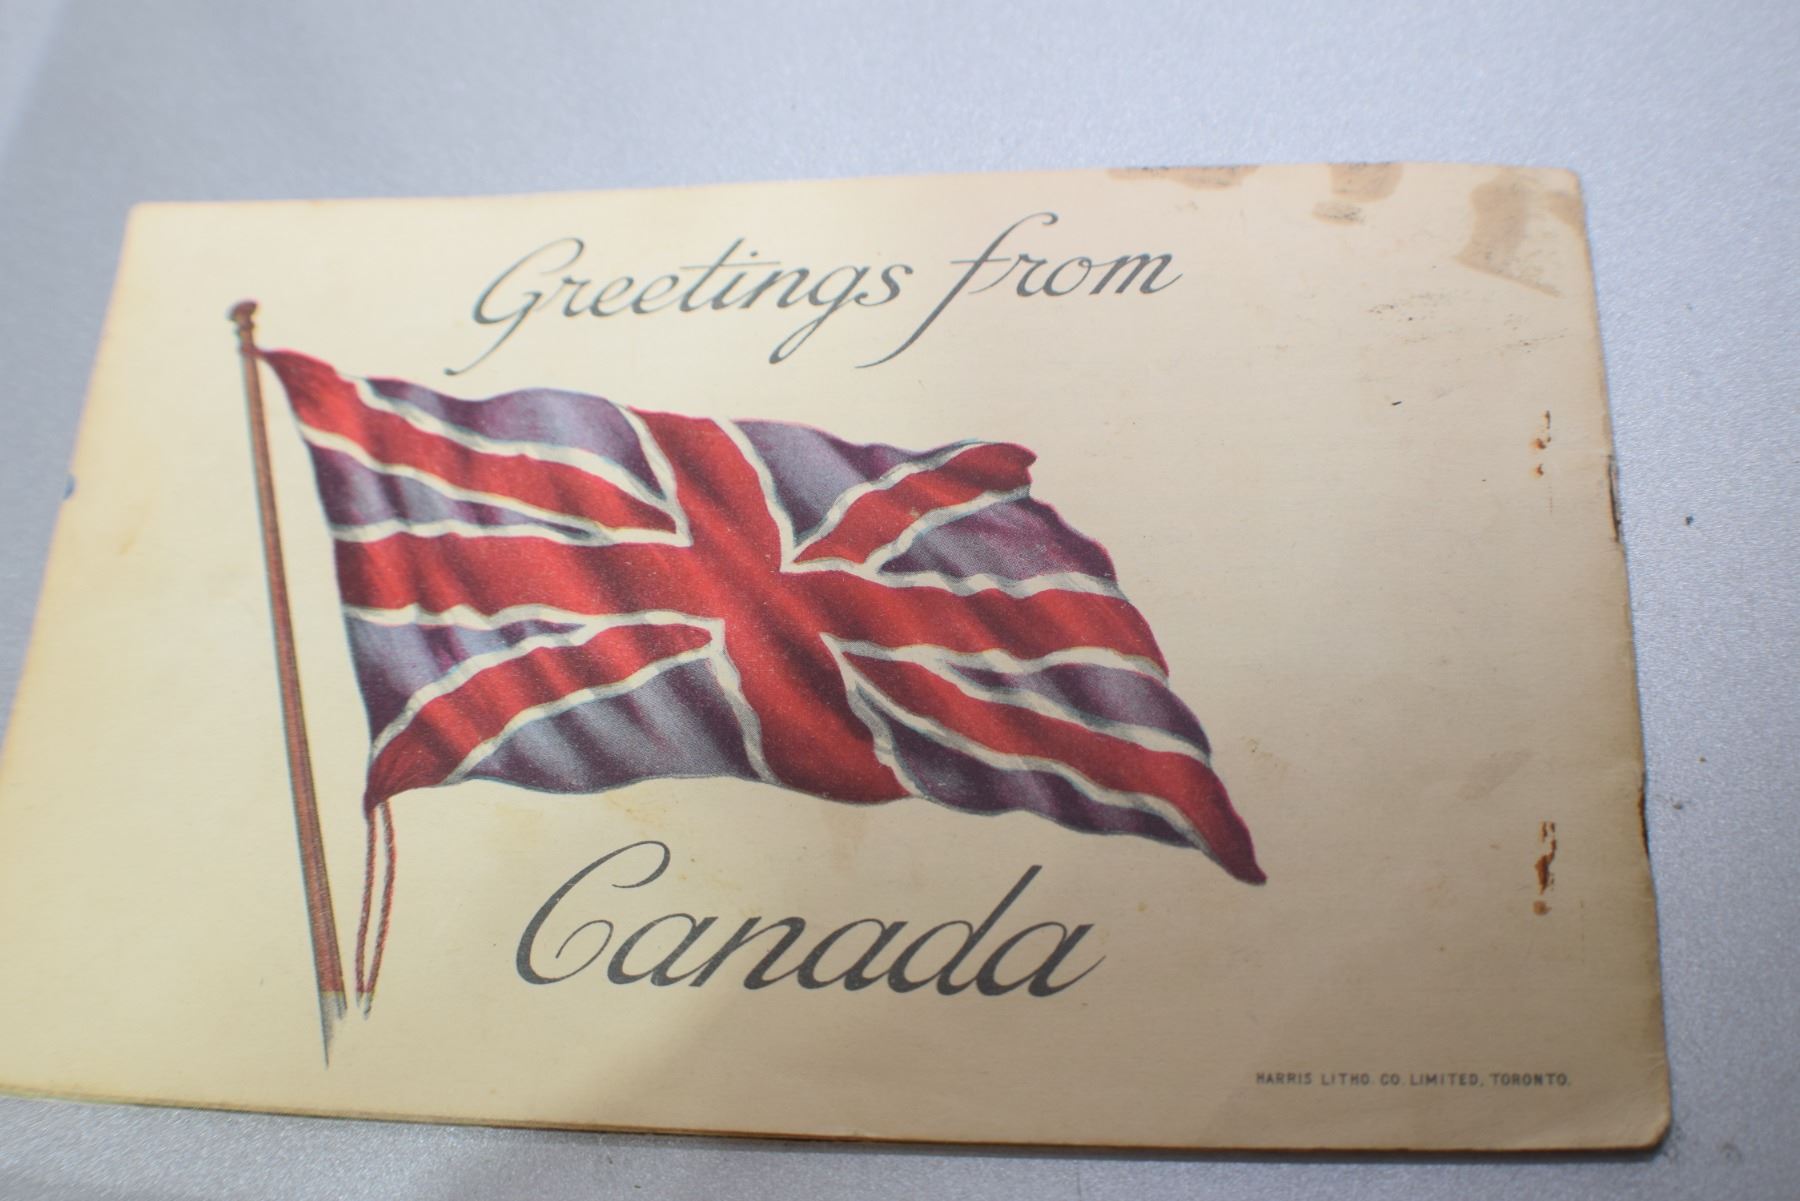 Greetings from
Canada
HARRIS LITHO. CO. LIMITED, TORONTO.